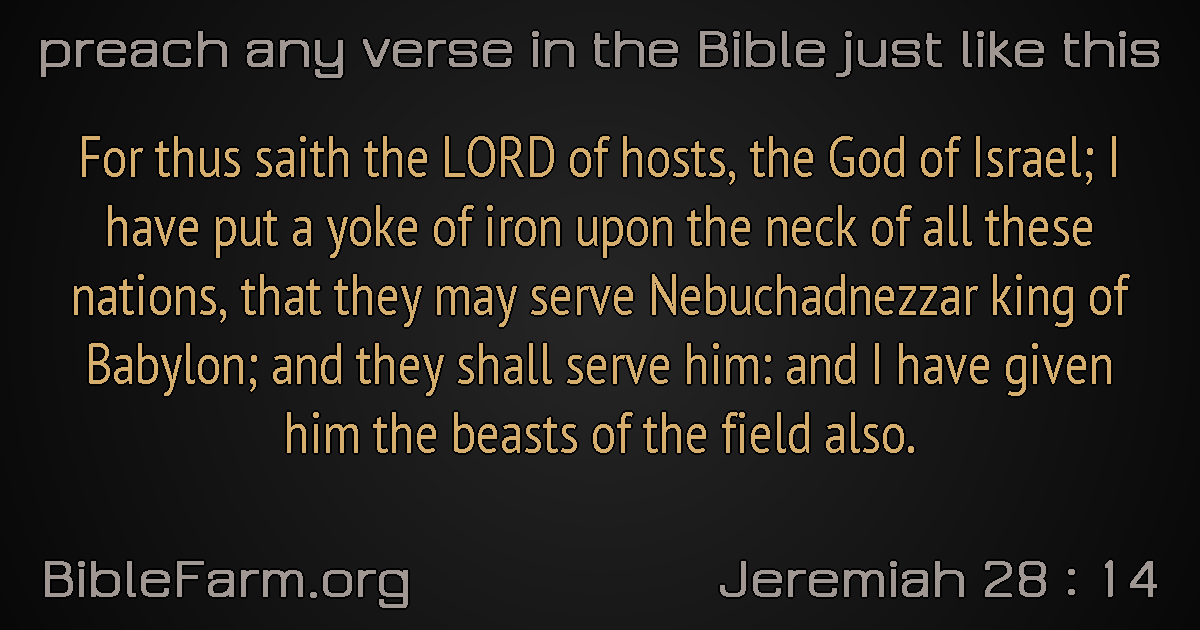 preach any verse in the Bible just like this
For thus saith the LORD of hosts, the God of Israel; I
have put a yoke of iron upon the neck of all these
nations, that they may serve Nebuchadnezzar king of
Babylon; and they shall serve him: and I have given
him the beasts of the field also.
BibleFarm.org
Jeremiah 28 : 14